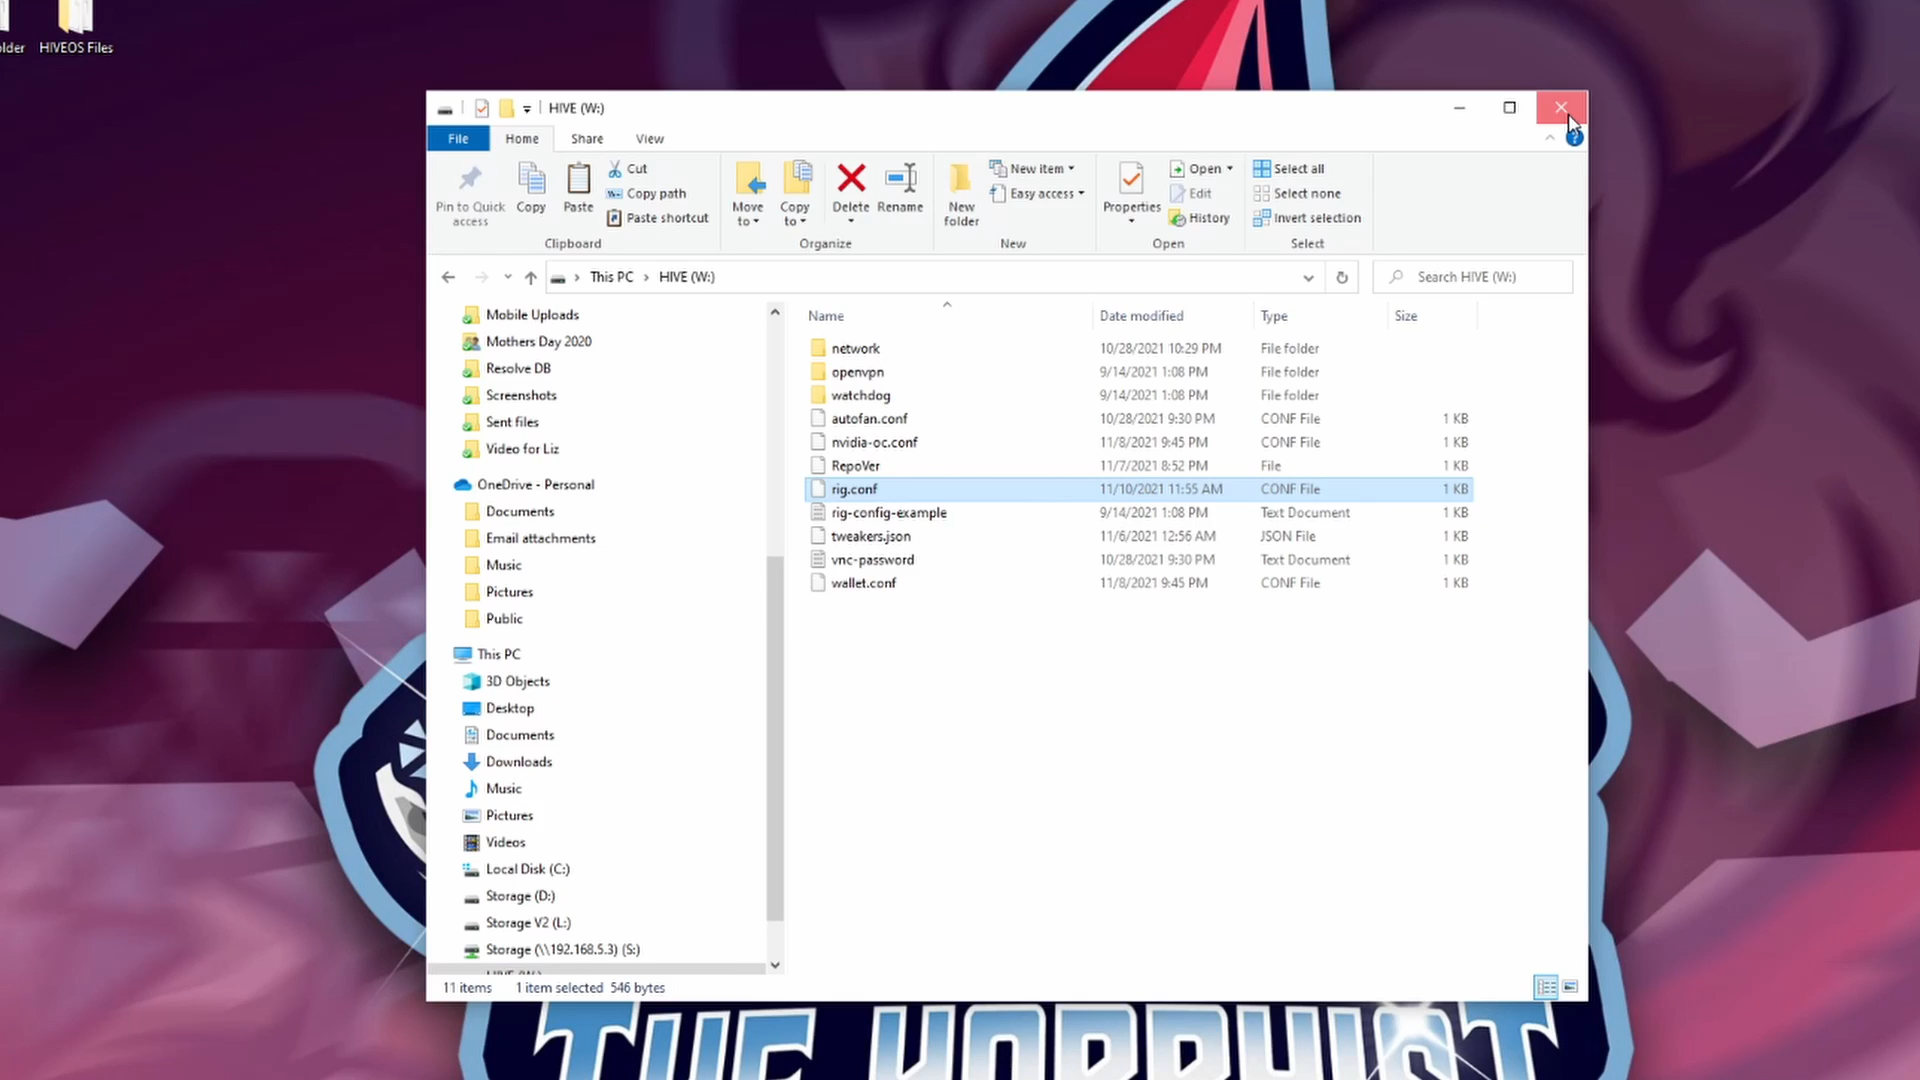 older HIVEOS Files
HIVE (W:)
File Home Share View
Pin to Quick access
Copy
Paste
Cut
Copy path
Paste shortcut
Clipboard
Move to
Copy to
Delete
Rename
Organize
New folder
New item
Easy access
New
Properties
Open
Edit
History
Open
Select all
Select none
Invert selection
Select
This PC > HIVE (W:)
Search HIVE (W:)
Mobile Uploads
Mothers Day 2020
Resolve DB
Screenshots
Sent files
Video for Liz
OneDrive - Personal
Documents
Email attachments
Music
Pictures
Public
This PC
3D Objects
Desktop
Documents
Downloads
Music
Pictures
Videos
Local Disk (C:)
Storage (D:)
Storage V2 (L:)
Storage (\\192.168.5.3) (S:)
HIVE (W:)
Name Date modified Type Size
network 10/28/2021 10:29 PM File folder
openvpn 9/14/2021 1:08 PM File folder
watchdog 9/14/2021 1:08 PM File folder
autofan.conf 10/28/2021 9:30 PM CONF File 1 KB
nvidia-oc.conf 11/8/2021 9:45 PM CONF File 1 KB
RepoVer 11/7/2021 8:52 PM File 1 KB
rig.conf 11/10/2021 11:55 AM CONF File 1 KB
rig-config-example 9/14/2021 1:08 PM Text Document 1 KB
tweakers.json 11/6/2021 12:56 AM JSON File 1 KB
vnc-password 10/28/2021 9:30 PM Text Document 1 KB
wallet.conf 11/8/2021 9:45 PM CONF File 1 KB
11 items 1 item selected 546 bytes
THE HOBBYIST